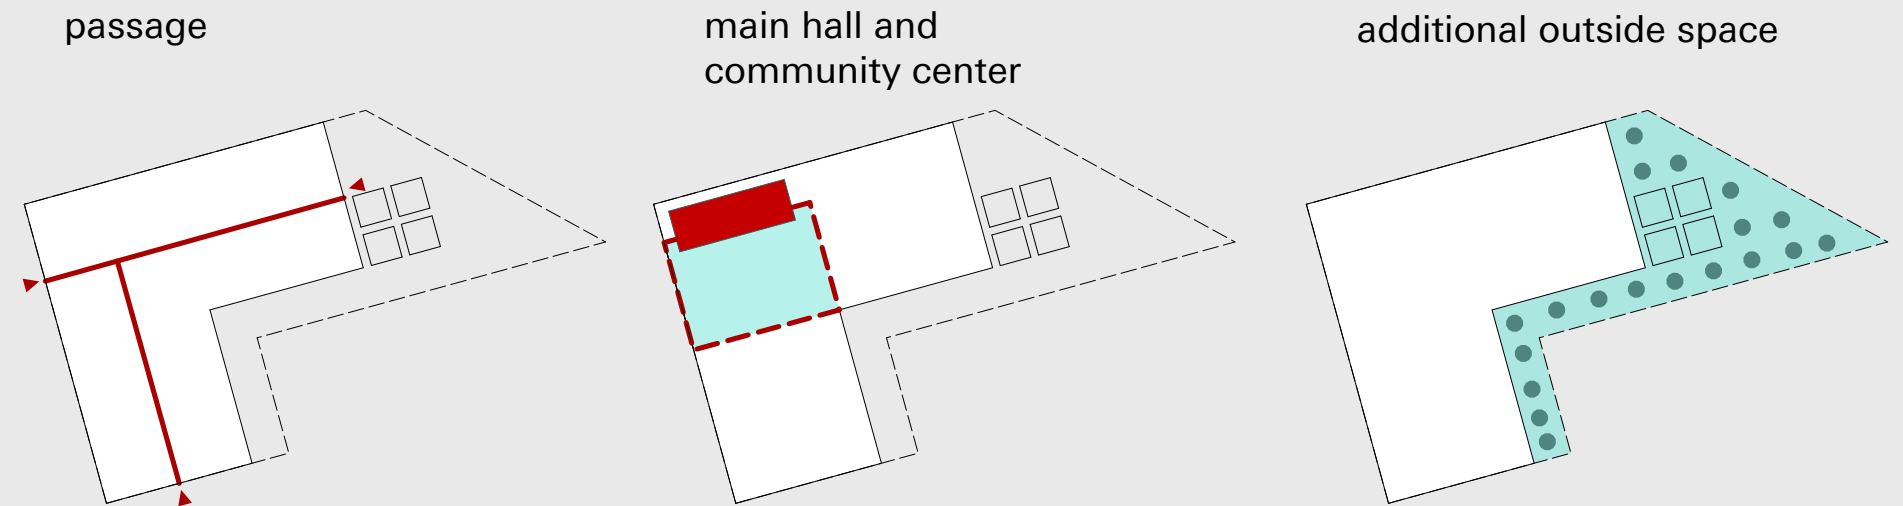 passage
main hall and
community center
additional outside space